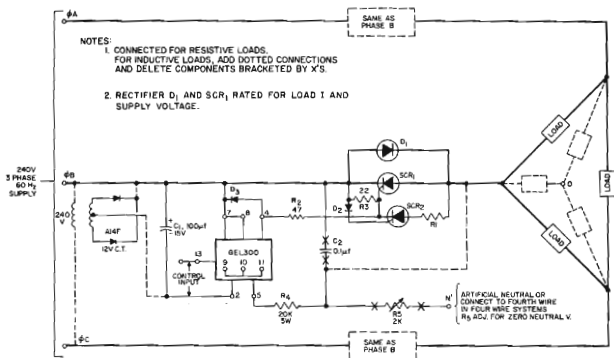 ΦA
SAME AS
PHASE B
NOTES:
1. CONNECTED FOR RESISTIVE LOADS.
FOR INDUCTIVE LOADS, ADD DOTTED CONNECTIONS
AND DELETE COMPONENTS BRACKETED BY X'S.
2. RECTIFIER D1 AND SCR1 RATED FOR LOAD I AND
SUPPLY VOLTAGE.
D1
LOAD
240V
3 PHASE
60 Hz
SUPPLY
ΦB
SCR1
D3
R2
47
22
R3
D2
SCR2
R1
O
LOAD
240
V
A14F
12V C.T.
+
C1, 100μf
15V
7
8
4
GEL300
9 10 11
13
CONTROL
INPUT
2
5
C2
0.1μf
R4
20K
5W
R5
2K
N'
ARTIFICIAL NEUTRAL OR
CONNECT TO FOURTH WIRE
IN FOUR WIRE SYSTEMS
R5 ADJ. FOR ZERO NEUTRAL V.
LOAD
ΦC
SAME AS
PHASE B